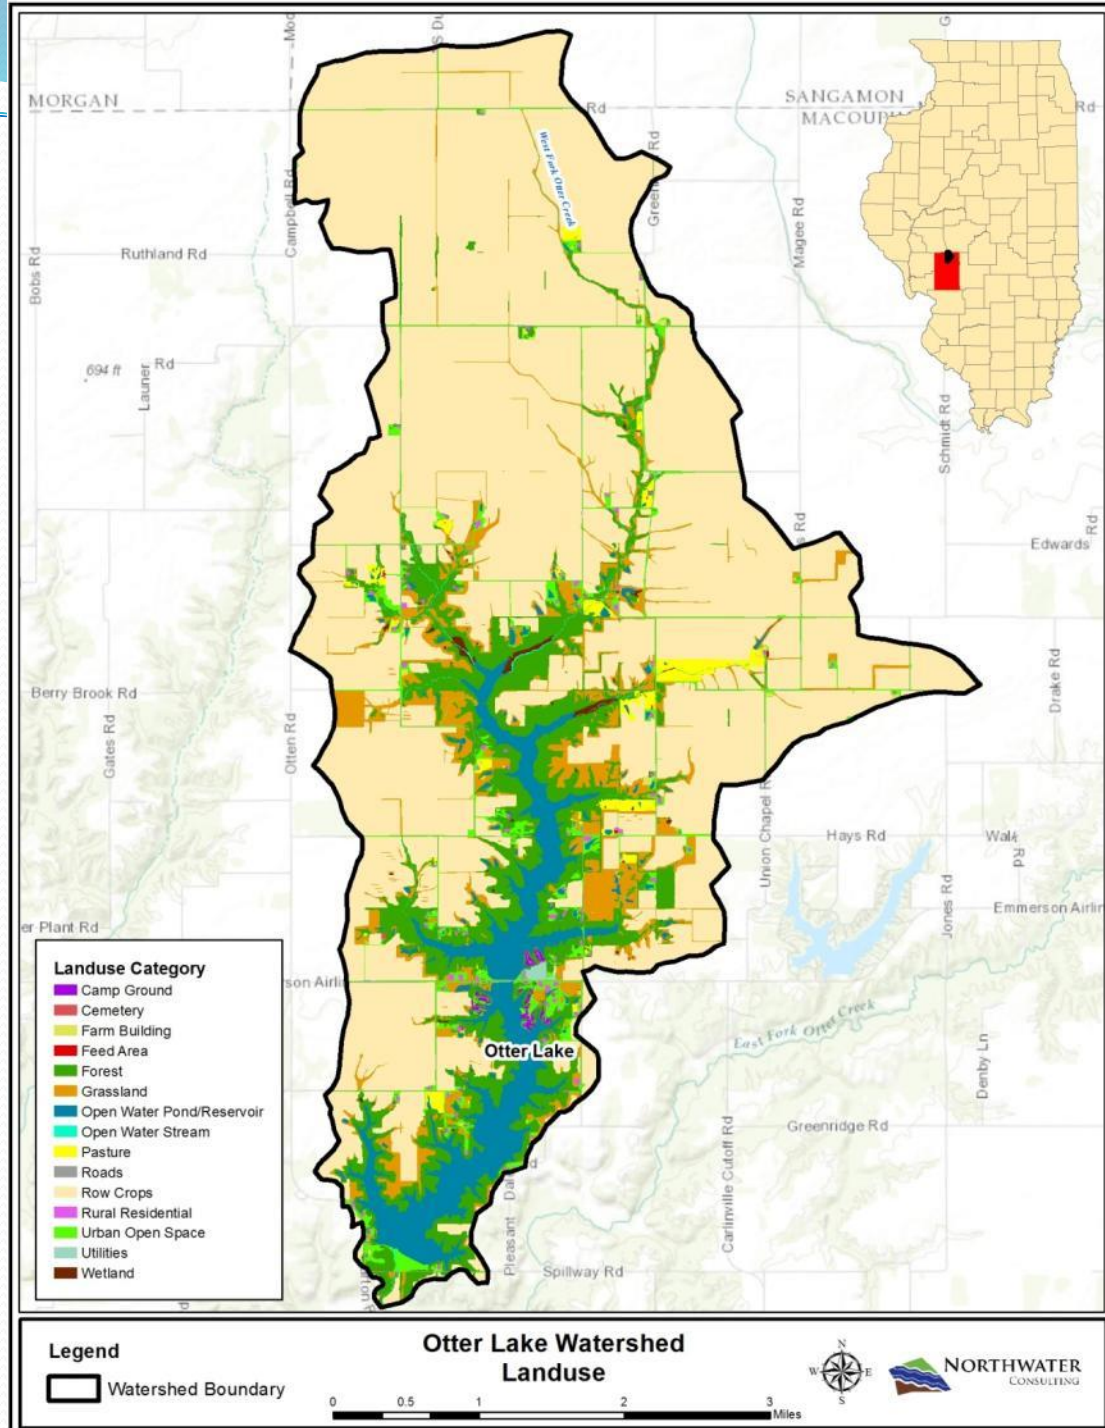 MORGAN
SANGAMON
MACOUPI
Rd
Rd
West Fork Otter Creek
Campbell Rd
Magee Rd
Ruthland Rd
Bobs Rd
694 ft
Launer Rd
Schmidt Rd
Edwards Rd
Berry Brook Rd
Gates Rd
Otten Rd
Drake Rd
Union Chapel R
Hays Rd
Walk Rd
Jones Rd
Emmerson Airlin
er Plant Rd
son Airlin
East Fork Otter Creek
Otter Lake
Denby Ln
Greenridge Rd
Carlinville Cutoff Rd
Pleasant Dal
Spillway Rd
Landuse Category
Camp Ground
Cemetery
Farm Building
Feed Area
Forest
Grassland
Open Water Pond/Reservoir
Open Water Stream
Pasture
Roads
Row Crops
Rural Residential
Urban Open Space
Utilities
Wetland
Legend
Watershed Boundary
Otter Lake Watershed
Landuse
0 0.5 1 2 3
Miles
N
W E
S
NORTHWATER
CONSULTING